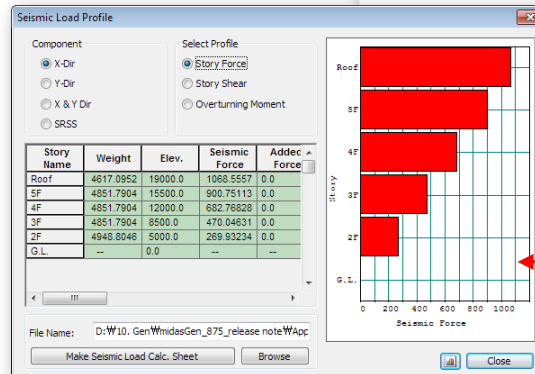 Seismic Load Profile
Component
X-Dir
Y-Dir
X & Y Dir
SRSS
Select Profile
Story Force
Story Shear
Overturning Moment
Story Name Weight Elev. Seismic Force Added Force
Roof 4617.0952 19000.0 1068.5557 0.0
5F 4851.7904 15500.0 900.75113 0.0
4F 4851.7904 12000.0 682.76828 0.0
3F 4851.7904 8500.0 470.04631 0.0
2F 4948.8046 5000.0 269.93234 0.0
G.L. -- 0.0 -- --
File Name: D:₩10. Gen₩midasGen_875_release note₩App
Make Seismic Load Calc. Sheet
Browse
Story
Roof
5F
4F
3F
2F
G.L.
0 200 400 600 800 1000
Seismic Force
Close